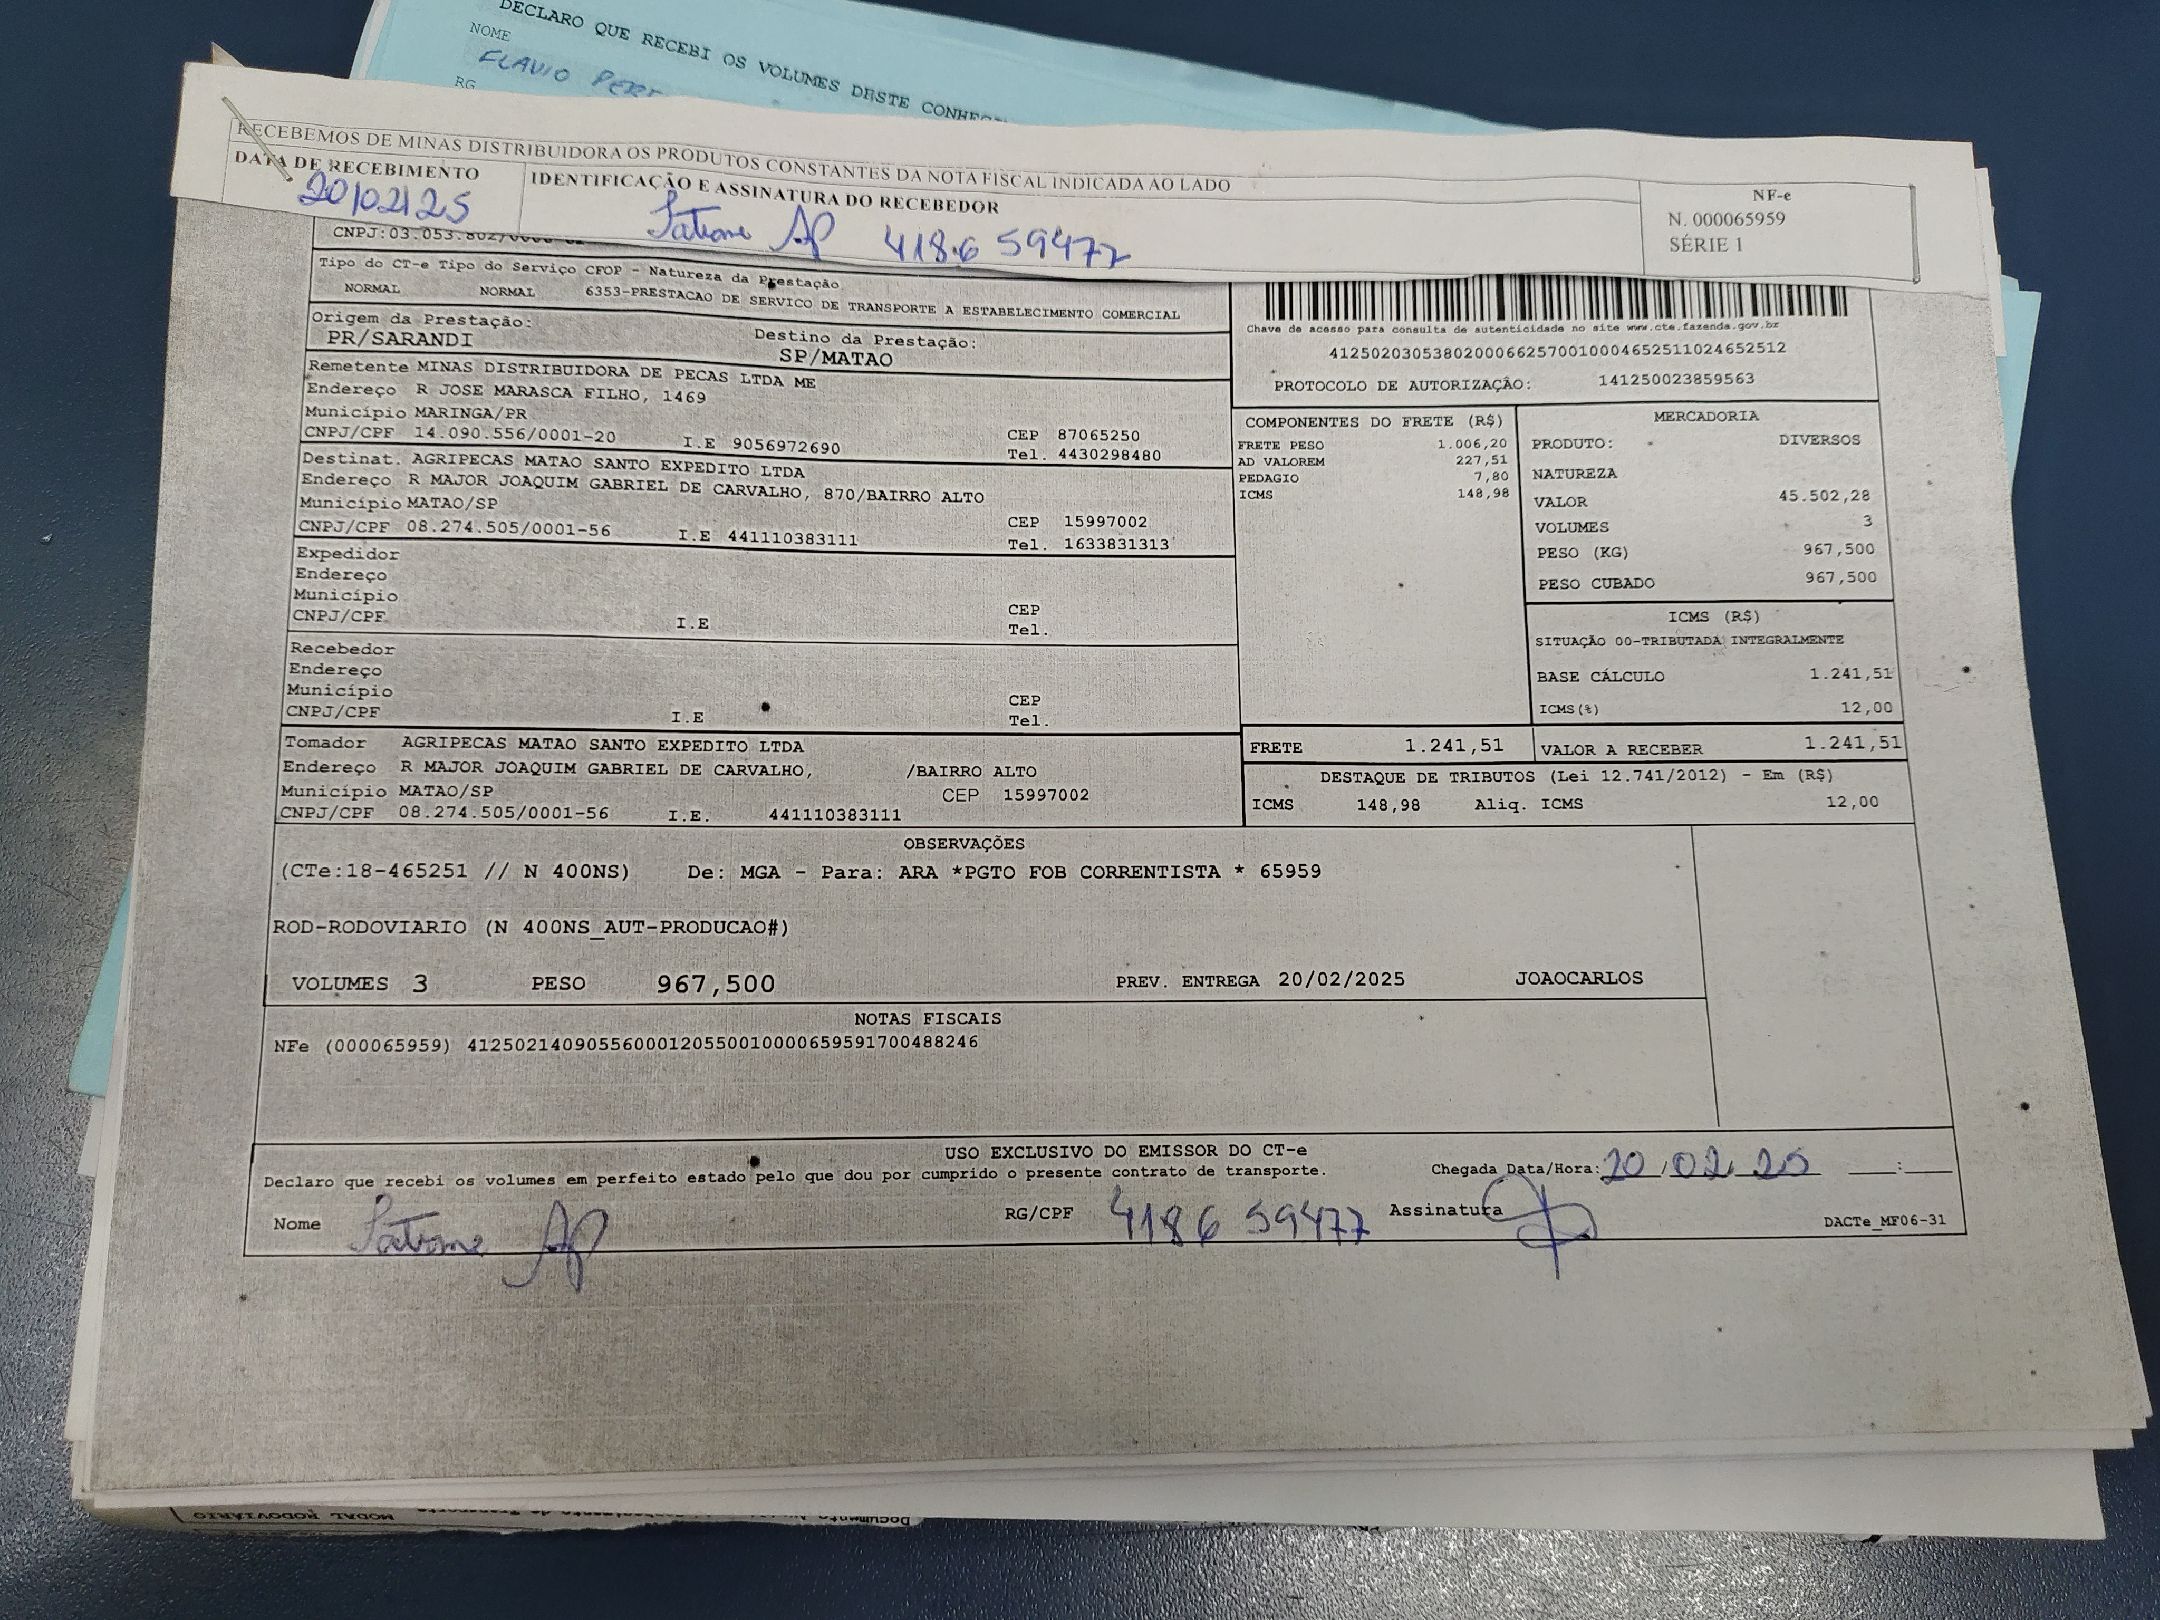 DECLARO QUE RECEBI OS VOLUMES DESTE
NOME
FLAVIO
RG
RECEBEMOS DE MINAS DISTRIBUIDORA OS PRODUTOS CONSTANTES DA NOTA FISCAL INDICADA AO LADO
DATA DE RECEBIMENTO
20/02/25
IDENTIFICAÇÃO E ASSINATURA DO RECEBEDOR
Tatiane Ap 418.6 59477
NF-e
N. 000065959
SÉRIE 1
CNPJ:03.053.802/
Tipo do CT-e Tipo do Serviço CFOP - Natureza da Prestação
NORMAL NORMAL 6353-PRESTACAO DE SERVICO DE TRANSPORTE A ESTABELECIMENTO COMERCIAL
Origem da Prestação:
PR/SARANDI
Destino da Prestação:
SP/MATAO
Chave de acesso para consulta de autenticidade no site www.cte.fazenda.gov.br
41250203053802000662570010004652511024652512
PROTOCOLO DE AUTORIZAÇÃO: 141250023859563
Remetente MINAS DISTRIBUIDORA DE PECAS LTDA ME
Endereço R JOSE MARASCA FILHO, 1469
Município MARINGA/PR
CNPJ/CPF 14.090.556/0001-20 I.E 9056972690
CEP 87065250
Tel. 4430298480
Destinat. AGRIPECAS MATAO SANTO EXPEDITO LTDA
Endereço R MAJOR JOAQUIM GABRIEL DE CARVALHO, 870/BAIRRO ALTO
Município MATAO/SP
CNPJ/CPF 08.274.505/0001-56 I.E 441110383111
CEP 15997002
Tel. 1633831313
Expedidor
Endereço
Município
CNPJ/CPF I.E
CEP
Tel.
Recebedor
Endereço
Município
CNPJ/CPF I.E
CEP
Tel.
Tomador AGRIPECAS MATAO SANTO EXPEDITO LTDA
Endereço R MAJOR JOAQUIM GABRIEL DE CARVALHO, /BAIRRO ALTO
Município MATAO/SP CEP 15997002
CNPJ/CPF 08.274.505/0001-56 I.E. 441110383111
COMPONENTES DO FRETE (R$)
FRETE PESO 1.006,20
AD VALOREM 227,51
PEDAGIO 7,80
ICMS 148,98
MERCADORIA
PRODUTO: DIVERSOS
NATUREZA
VALOR 45.502,28
VOLUMES 3
PESO (KG) 967,500
PESO CUBADO 967,500
ICMS (R$)
SITUAÇÃO 00-TRIBUTADA INTEGRALMENTE
BASE CÁLCULO 1.241,51
ICMS(%) 12,00
FRETE 1.241,51 VALOR A RECEBER 1.241,51
DESTAQUE DE TRIBUTOS (Lei 12.741/2012) - Em (R$)
ICMS 148,98 Aliq. ICMS 12,00
OBSERVAÇÕES
(CTe:18-465251 // N 400NS) De: MGA - Para: ARA *PGTO FOB CORRENTISTA * 65959
ROD-RODOVIARIO (N 400NS_AUT-PRODUCAO#)
VOLUMES 3 PESO 967,500 PREV. ENTREGA 20/02/2025 JOAOCARLOS
NOTAS FISCAIS
NFe (000065959) 41250214090556000120550010000659591700488246
USO EXCLUSIVO DO EMISSOR DO CT-e
Declaro que recebi os volumes em perfeito estado pelo que dou por cumprido o presente contrato de transporte.
Chegada Data/Hora: 20/02/25 __:__
Nome Tatiane Ap RG/CPF 4186 59477 Assinatura
DACTe_MF06-31
MODAL RODOVIÁRIO